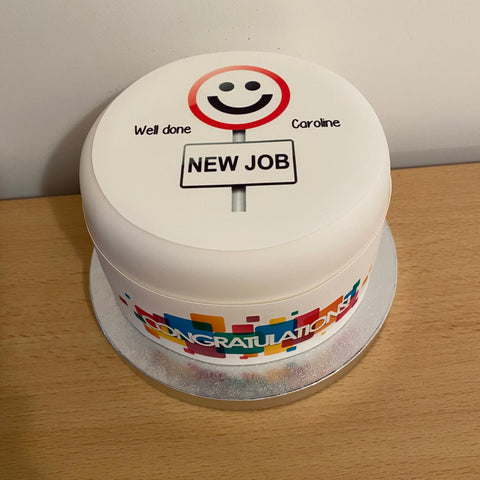 Well done Caroline
NEW JOB
CONGRATULATIONS